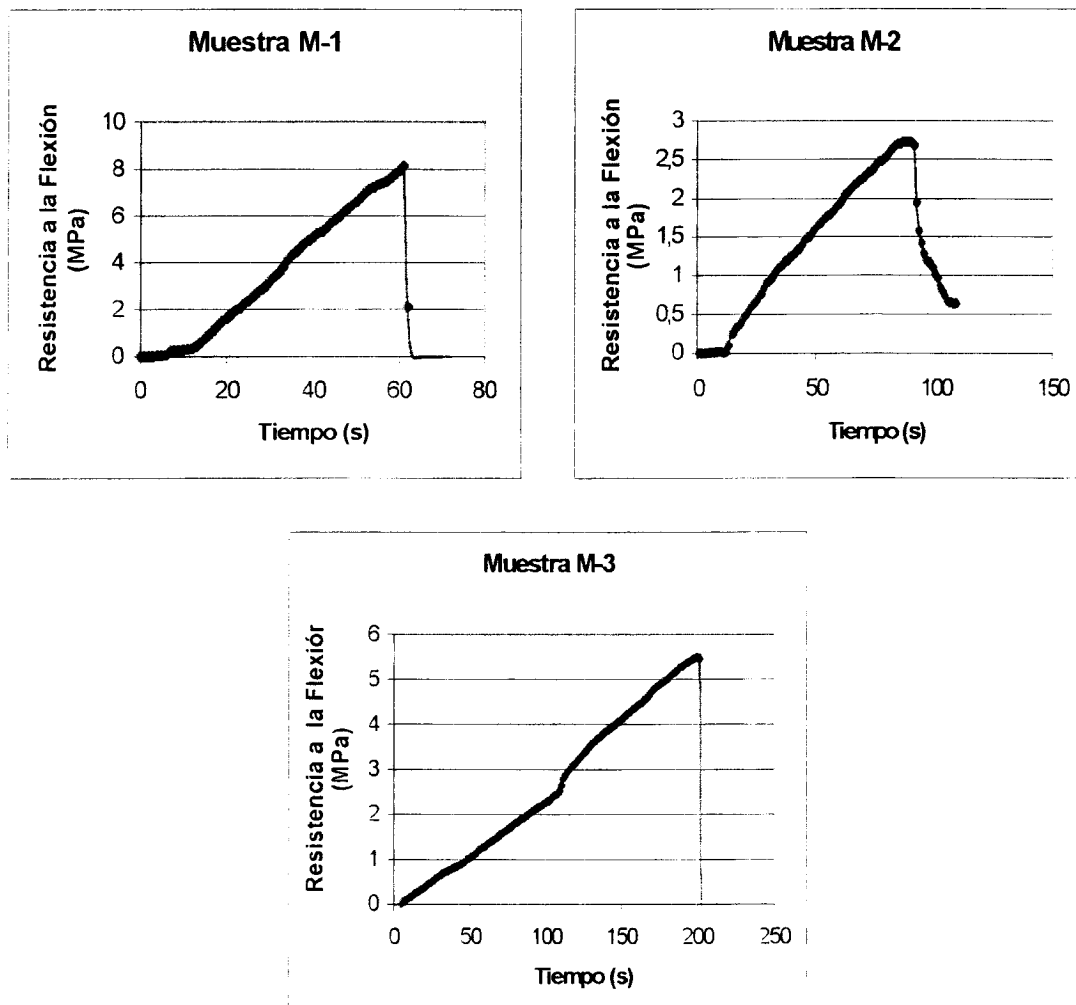 Muestra M-1
Resistencia a la Flexión
(MPa)
10
8
6
4
2
0
0 20 40 60 80
Tiempo (s)
Muestra M-2
Resistencia a la Flexión
(MPa)
3
2,5
2
1,5
1
0,5
0
0 50 100 150
Tiempo (s)
Muestra M-3
Resistencia a la Flexiór
(MPa)
6
5
4
3
2
1
0
0 50 100 150 200 250
Tiempo (s)